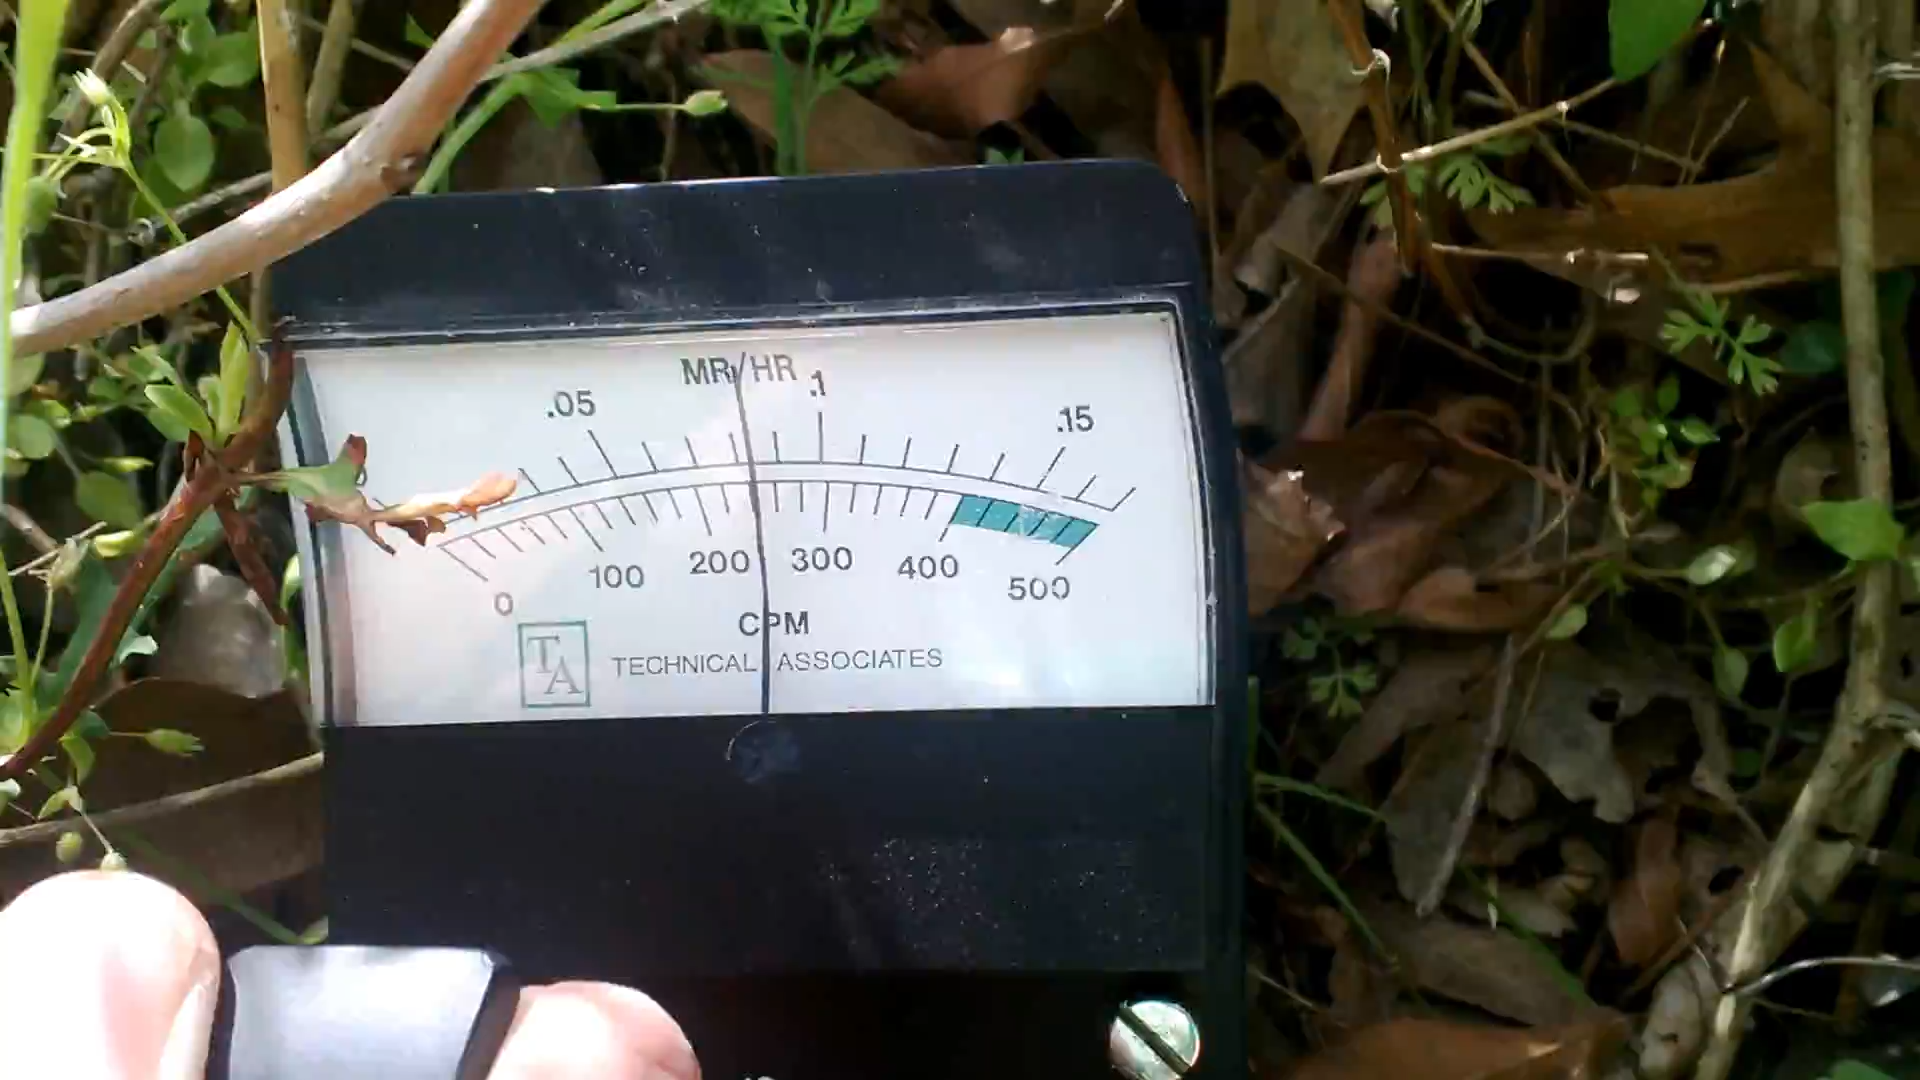 MR/HR
.05 .1 .15
0 100 200 300 400 500
CPM
TA TECHNICAL ASSOCIATES